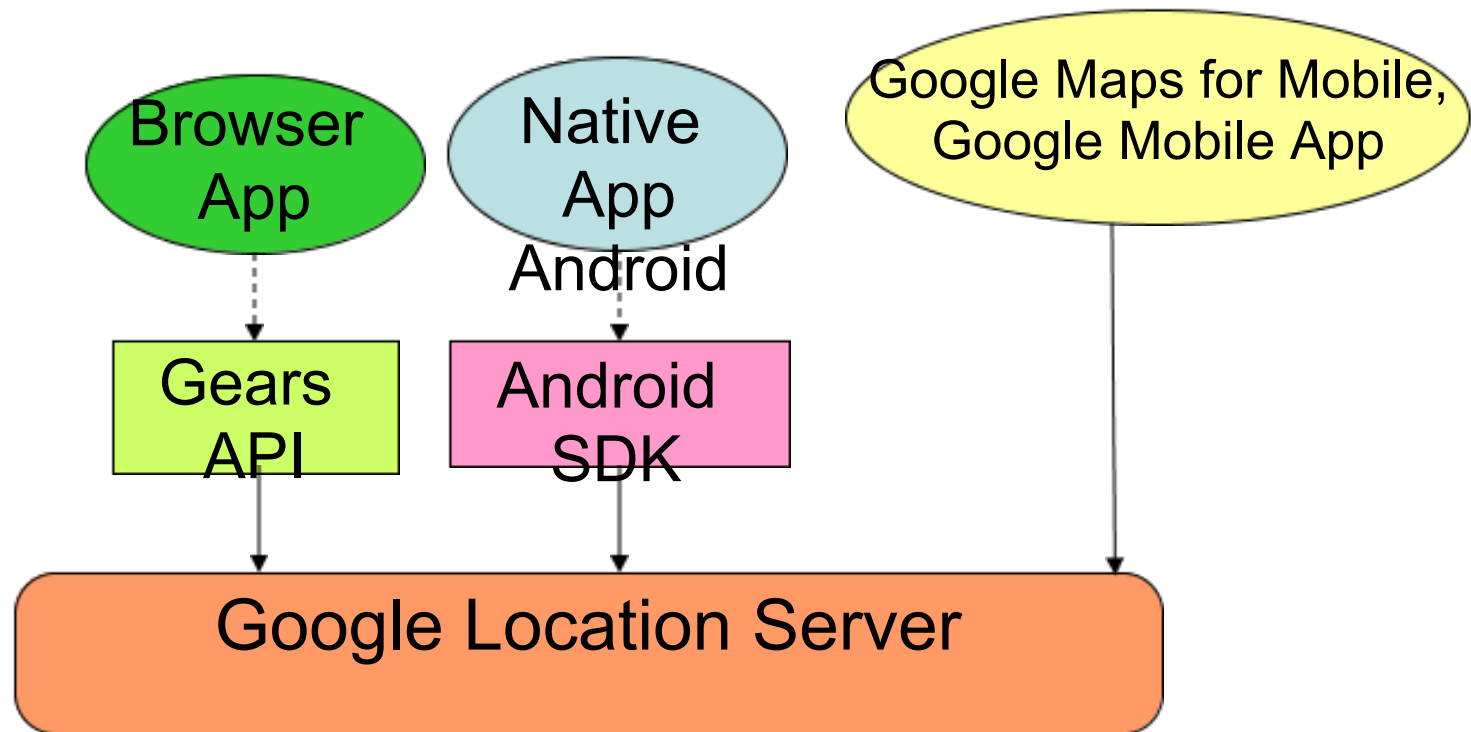 Browser
App
Native
App
Android
Google Maps for Mobile,
Google Mobile App
Gears
API
Android
SDK
Google Location Server